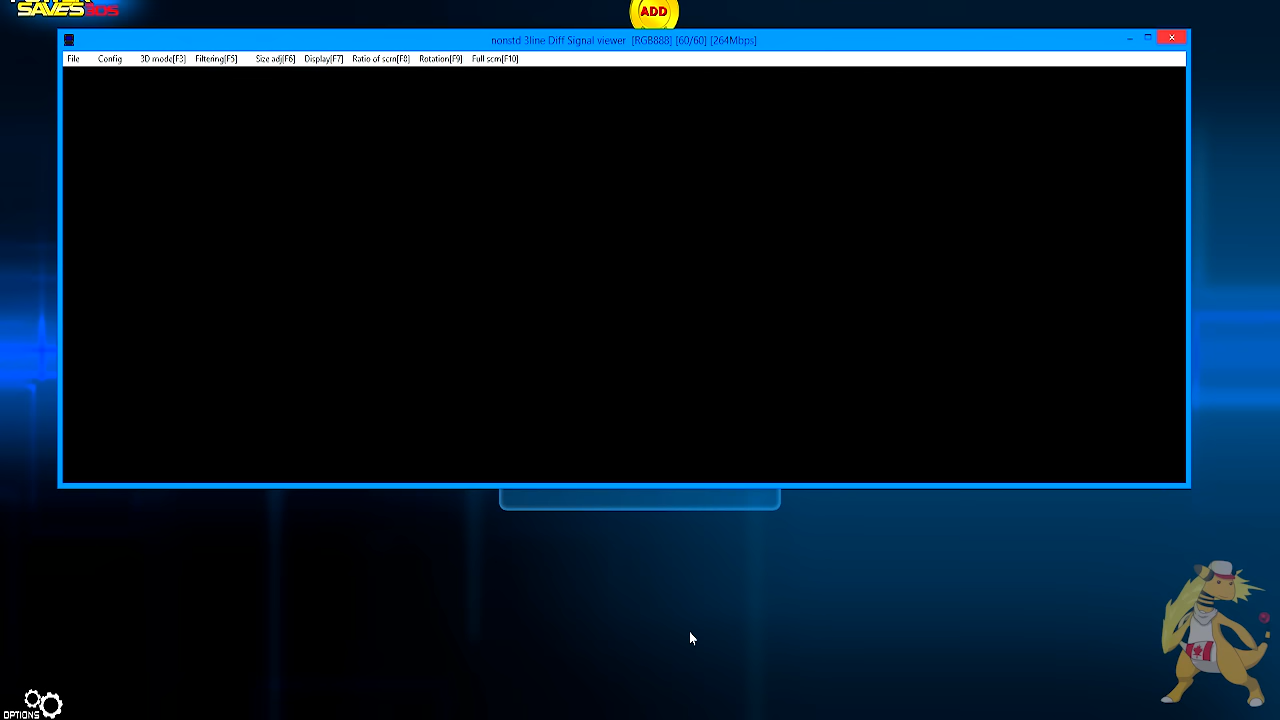 SAVES3DS
ADD
nonstd 3line Diff Signal viewer [RGB888] [60/60] [264Mbps]
File Config 3D mode[F3] Filtering[F5] Size adj[F6] Display[F7] Ratio of scrn[F8] Rotation[F9] Full scrn[F10]
OPTIONS